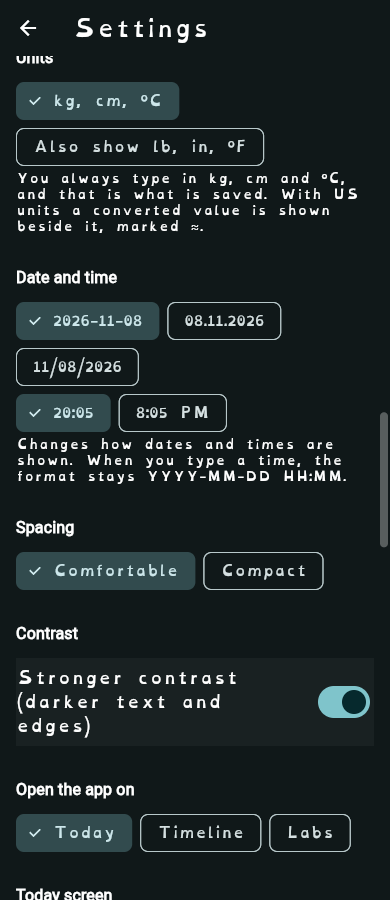 Settings
Units
kg, cm, °C
Also show lb, in, °F
You always type in kg, cm and °C,
and that is what is saved. With US
units a converted value is shown
beside it, marked ≈.
Date and time
2026-11-08
08.11.2026
11/08/2026
20:05
8:05 PM
Changes how dates and times are
shown. When you type a time, the
format stays YYYY-MM-DD HH:MM.
Spacing
Comfortable
Compact
Contrast
Stronger contrast
(darker text and
edges)
Open the app on
Today
Timeline
Labs
Today screen